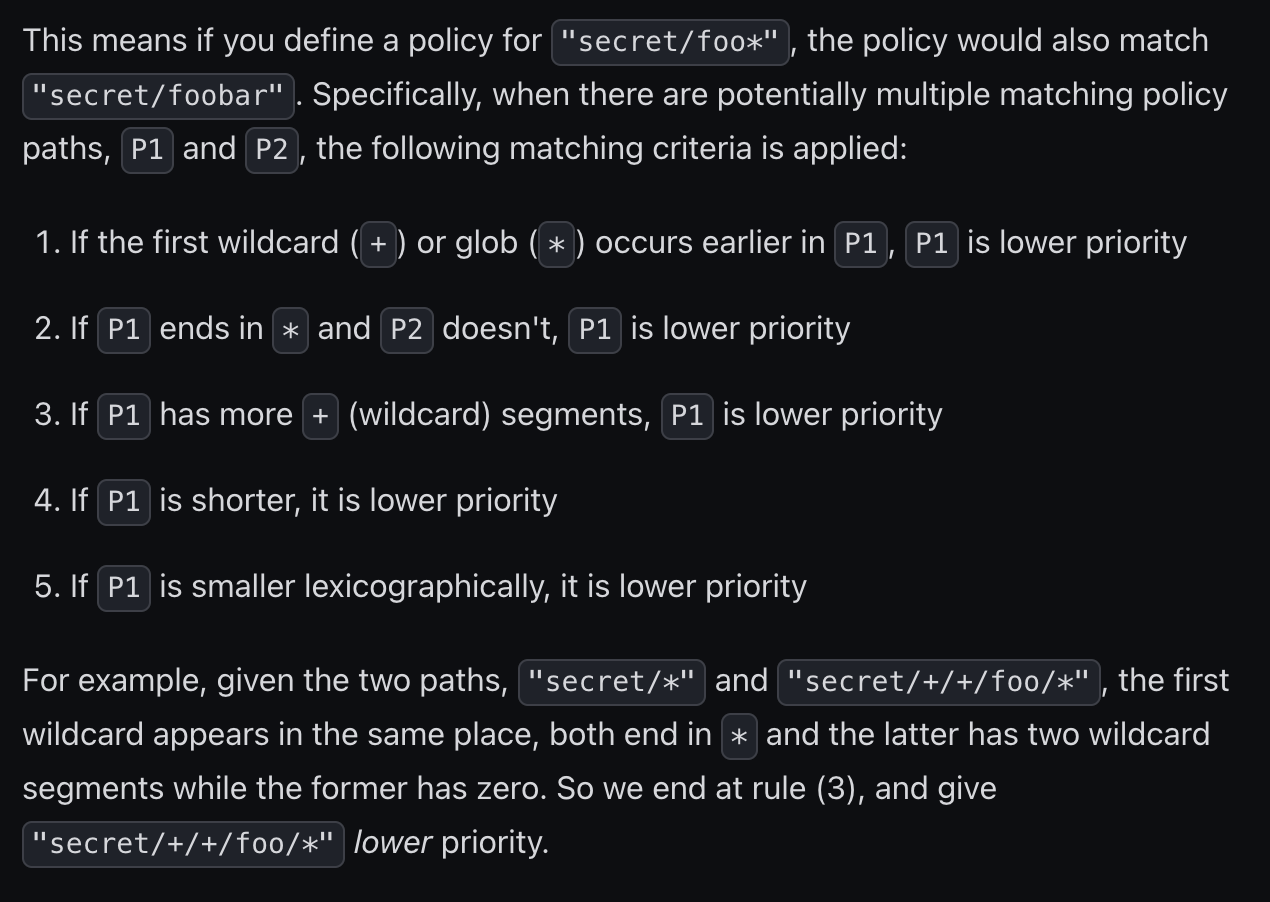 This means if you define a policy for "secret/foo*", the policy would also match
"secret/foobar". Specifically, when there are potentially multiple matching policy
paths, P1 and P2, the following matching criteria is applied:
1. If the first wildcard (+) or glob (*) occurs earlier in P1, P1 is lower priority
2. If P1 ends in * and P2 doesn't, P1 is lower priority
3. If P1 has more + (wildcard) segments, P1 is lower priority
4. If P1 is shorter, it is lower priority
5. If P1 is smaller lexicographically, it is lower priority
For example, given the two paths, "secret/*" and "secret/+/+/foo/*", the first
wildcard appears in the same place, both end in * and the latter has two wildcard
segments while the former has zero. So we end at rule (3), and give
"secret/+/+/foo/*" lower priority.